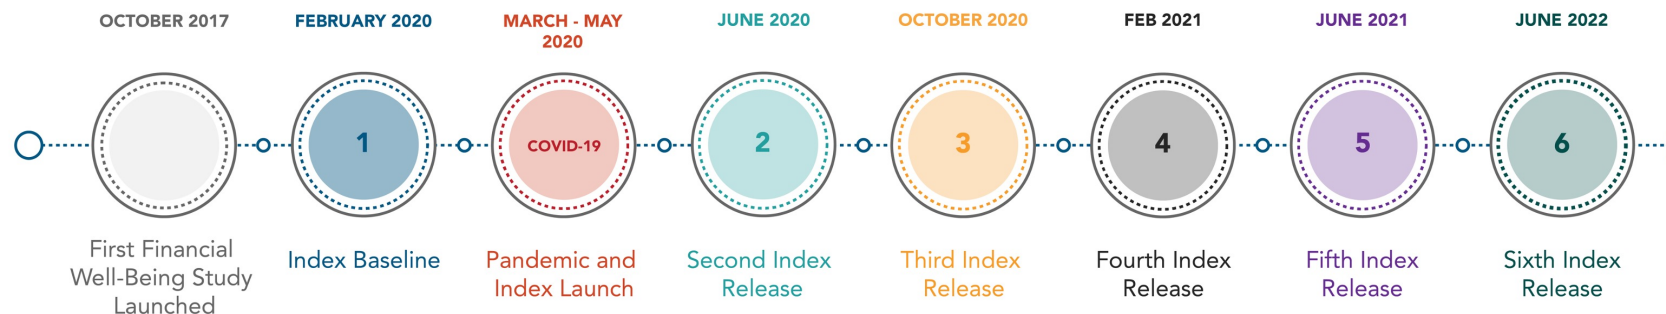 OCTOBER 2017
FEBRUARY 2020
MARCH - MAY
2020
JUNE 2020
OCTOBER 2020
FEB 2021
JUNE 2021
JUNE 2022
1
COVID-19
2
3
4
5
6
First Financial
Well-Being Study
Launched
Index Baseline
Pandemic and
Index Launch
Second Index
Release
Third Index
Release
Fourth Index
Release
Fifth Index
Release
Sixth Index
Release